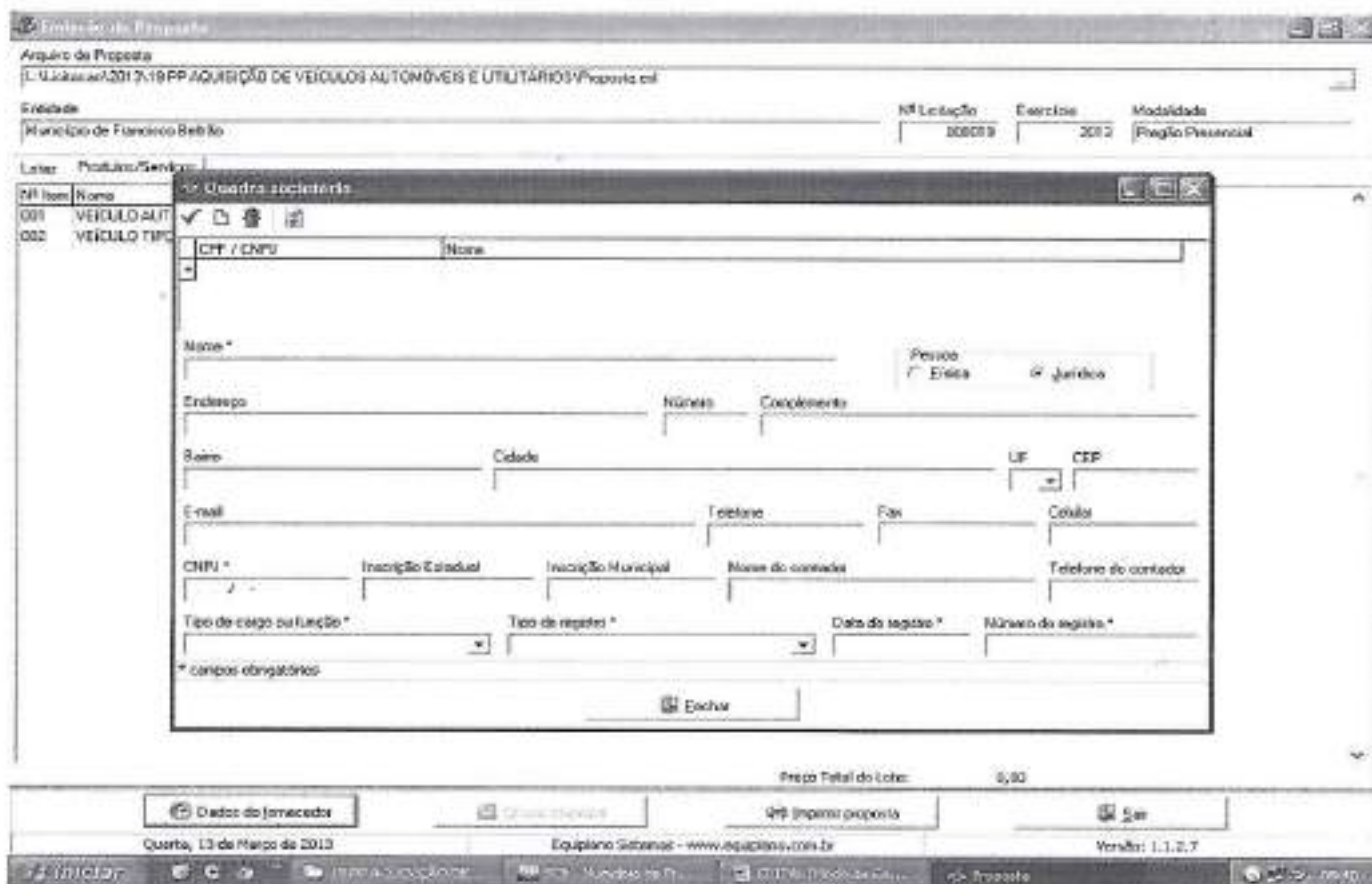 Emissão de Proposta
Arquivo de Proposta
L:\Licitacao\2013\19 PP AQUISIÇÃO DE VEÍCULOS AUTOMÓVEIS E UTILITÁRIOS\Proposta.esl
Entidade Nº Licitação Exercício Modalidade
Município de Francisco Beltrão 000019 2013 Pregão Presencial
Lotes Produtos/Serviços
Nº Item Nome
001 VEÍCULO AUT
002 VEÍCULO TIPO
Quadro societário
CPF / CNPJ Nome
Nome *
Pessoa
Física Jurídica
Endereço Número Complemento
Bairro Cidade UF CEP
E-mail Telefone Fax Celular
CNPJ * Inscrição Estadual Inscrição Municipal Nome do contador Telefone do contador
/ -
Tipo de cargo ou função * Tipo de registro * Data do registro * Número do registro *
* campos obrigatórios
Fechar
Preço Total do Lote: 0,00
Dados do fornecedor Imprimir proposta Sair
Quarta, 13 de Março de 2013 Equiplano Sistemas - www.equiplano.com.br Versão: 1.1.2.7
Iniciar Proposta